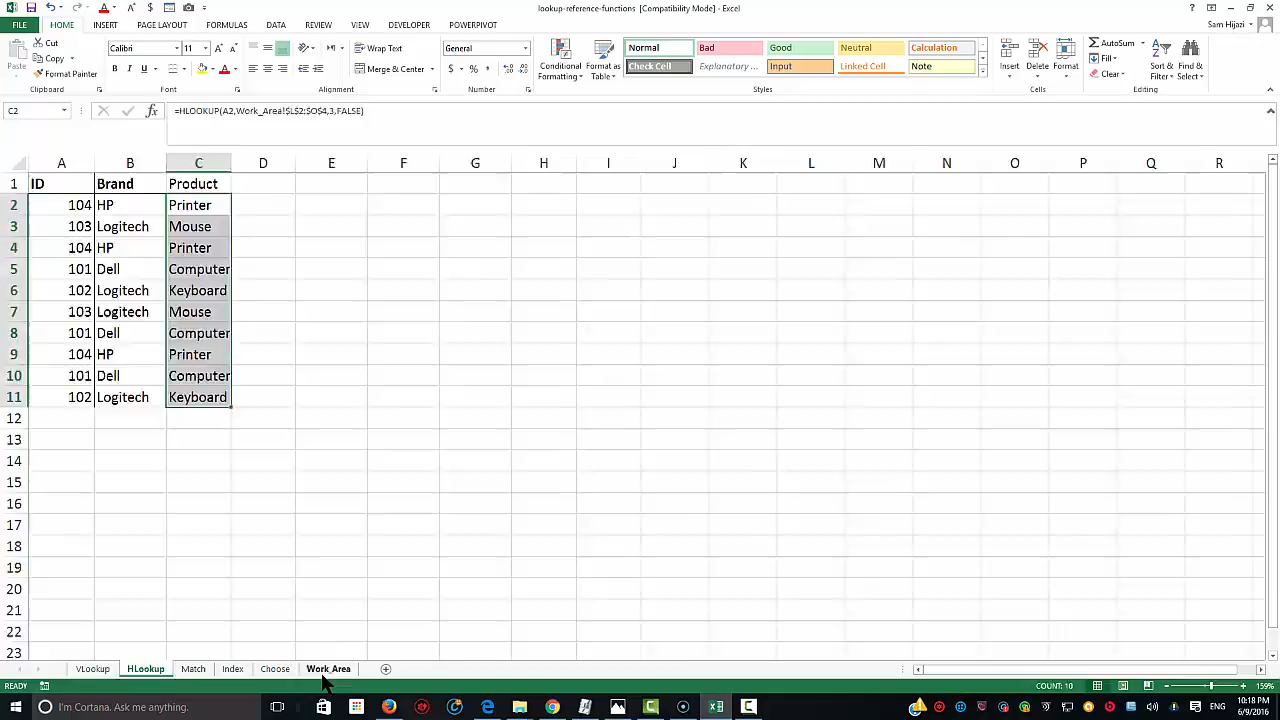 lookup-reference-functions [Compatibility Mode] - Excel
FILE HOME INSERT PAGE LAYOUT FORMULAS DATA REVIEW VIEW DEVELOPER POWERPIVOT Sam Hijazi
Cut
Copy
Format Painter
Paste
Clipboard
Calibri 11
B I U
Font
Wrap Text
Merge & Center
Alignment
General
$ %
Number
Conditional Formatting
Format as Table
Normal Bad Good Neutral Calculation
Check Cell Explanatory ... Input Linked Cell Note
Styles
Insert Delete Format
Cells
AutoSum
Fill
Clear
Sort & Filter
Find & Select
Editing
C2 fx =HLOOKUP(A2,Work_Area!$L$2:$O$4,3,FALSE)
A B C D E F G H I J K L M N O P Q R
1 ID Brand Product
2 104 HP Printer
3 103 Logitech Mouse
4 104 HP Printer
5 101 Dell Computer
6 102 Logitech Keyboard
7 103 Logitech Mouse
8 101 Dell Computer
9 104 HP Printer
10 101 Dell Computer
11 102 Logitech Keyboard
12
13
14
15
16
17
18
19
20
21
22
23
VLookup HLookup Match Index Choose Work_Area
READY COUNT: 10 159%
I'm Cortana. Ask me anything.
10:18 PM
6/9/2016